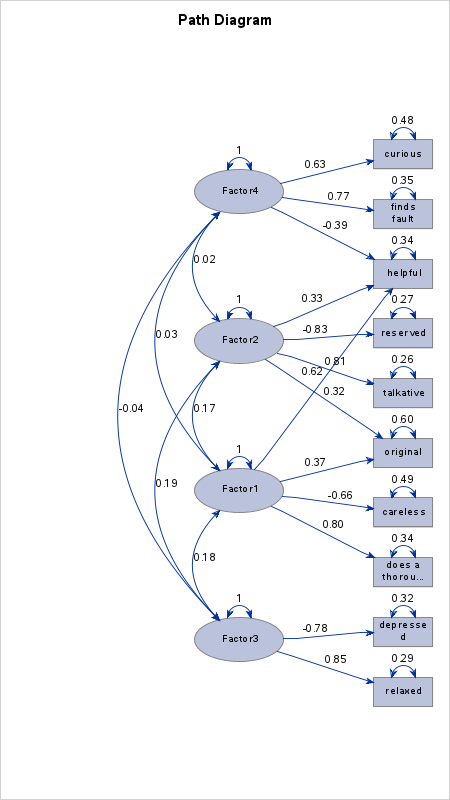 Path Diagram
0.48
curious
1
0.63
0.35
Factor4
0.77
finds
fault
-0.39
0.34
0.02
helpful
1
0.33
0.27
0.03
Factor2
-0.83
reserved
0.81
0.62
0.26
0.32
talkative
-0.04
0.17
0.60
original
1
0.37
0.49
0.19
Factor1
-0.66
careless
0.80
0.34
0.18
does a
thorou...
1
0.32
-0.78
depresse
d
Factor3
0.85
0.29
relaxed